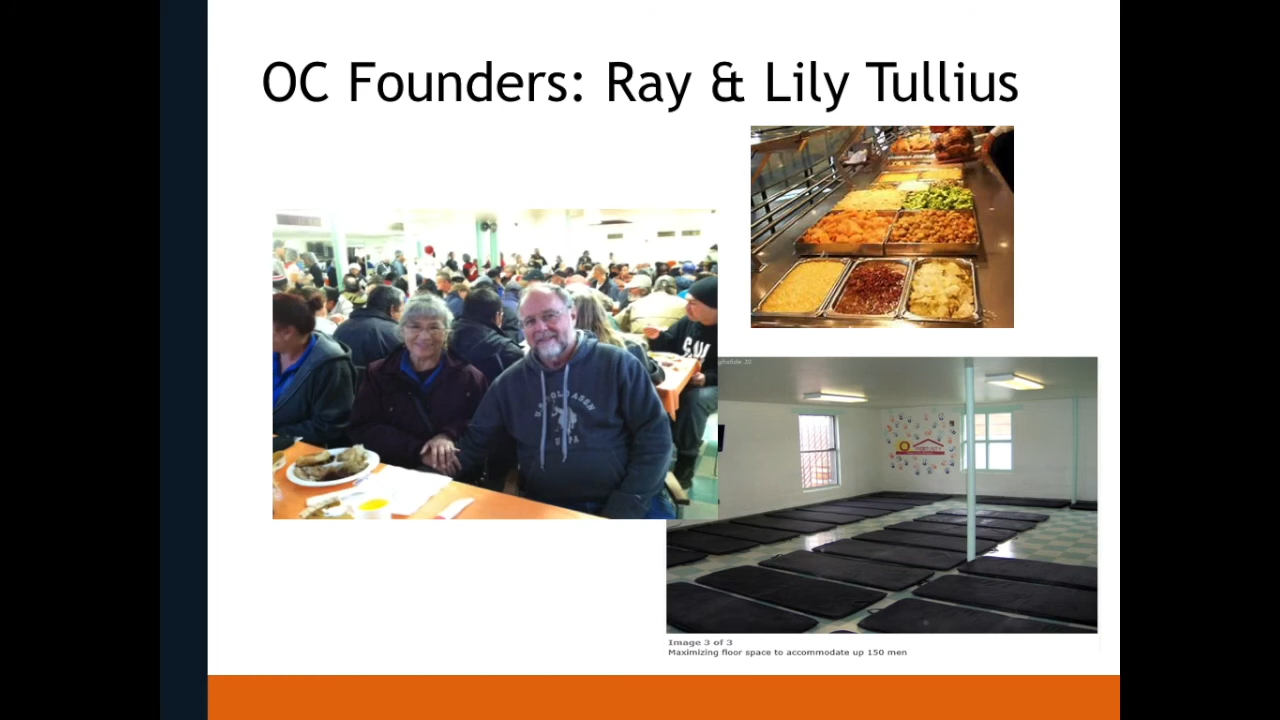 OC Founders: Ray & Lily Tullius
Image 3 of 3
Maximizing floor space to accommodate up 150 men